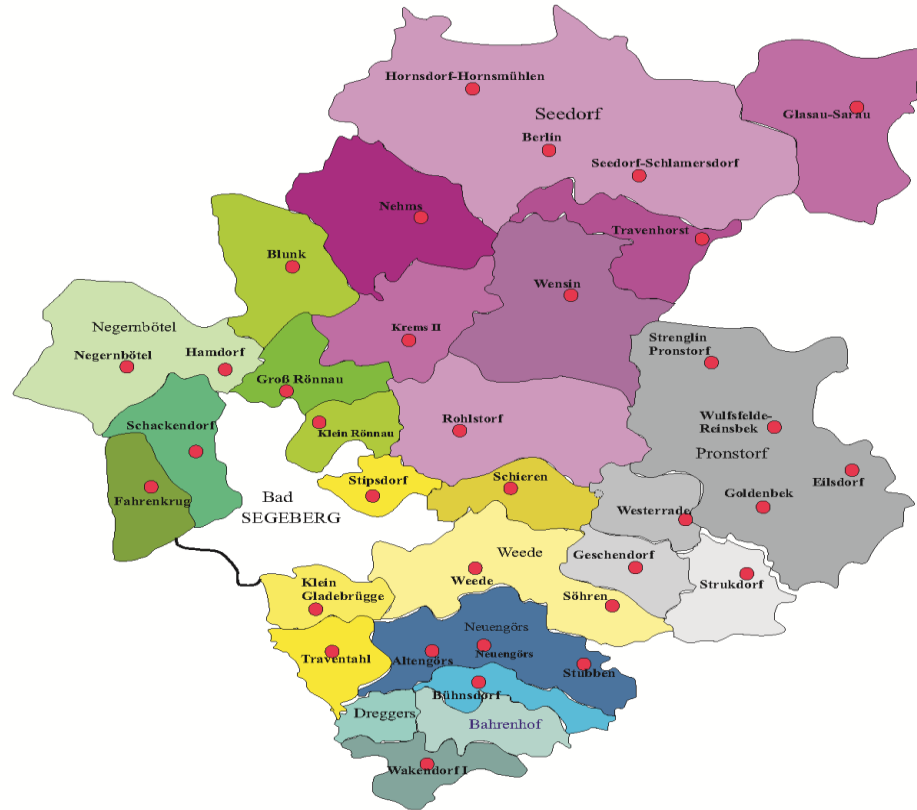 Hornsdorf-Hornsmühlen
Seedorf
Glasau-Sarau
Berlin
Seedorf-Schlamersdorf
Nehms
Travenhorst
Blunk
Wensin
Negernbötel
Krems II
Strenglin
Pronstorf
Negernbötel
Hamdorf
Groß Rönnau
Wulfsfelde-
Reinsbek
Schackendorf
Klein Rönnau
Rohlstorf
Pronstorf
Stipsdorf
Schieren
Eilsdorf
Fahrenkrug
Bad
SEGEBERG
Goldenbek
Westerrade
Weede
Geschendorf
Klein
Gladebrügge
Weede
Söhren
Strukdorf
Neuengörs
Traventahl
Altengörs
Neuengörs
Stubben
Bühnsdorf
Dreggers
Bahrenhof
Wakendorf I